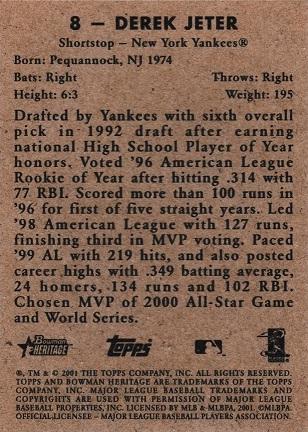 8 – DEREK JETER
Shortstop – New York Yankees®
Born: Pequannock, NJ 1974
Bats: Right Throws: Right
Height: 6:3 Weight: 195
Drafted by Yankees with sixth overall
pick in 1992 draft after earning
national High School Player of Year
honors. Voted '96 American League
Rookie of Year after hitting .314 with
77 RBI. Scored more than 100 runs in
'96 for first of five straight years. Led
'98 American League with 127 runs,
finishing third in MVP voting. Paced
'99 AL with 219 hits, and also posted
career highs with .349 batting average,
24 homers, 134 runs and 102 RBI.
Chosen MVP of 2000 All-Star Game
and World Series.
Bowman HERITAGE Topps
®, TM & © 2001 THE TOPPS COMPANY, INC. ALL RIGHTS RESERVED.
TOPPS AND BOWMAN HERITAGE ARE TRADEMARKS OF THE TOPPS
COMPANY, INC. MAJOR LEAGUE BASEBALL TRADEMARKS AND
COPYRIGHTS ARE USED WITH PERMISSION OF MAJOR LEAGUE
BASEBALL PROPERTIES, INC. LICENSED BY MLB & MLBPA, 2001. ©MLBPA
OFFICIAL LICENSEE – MAJOR LEAGUE BASEBALL PLAYERS ASSOCIATION.